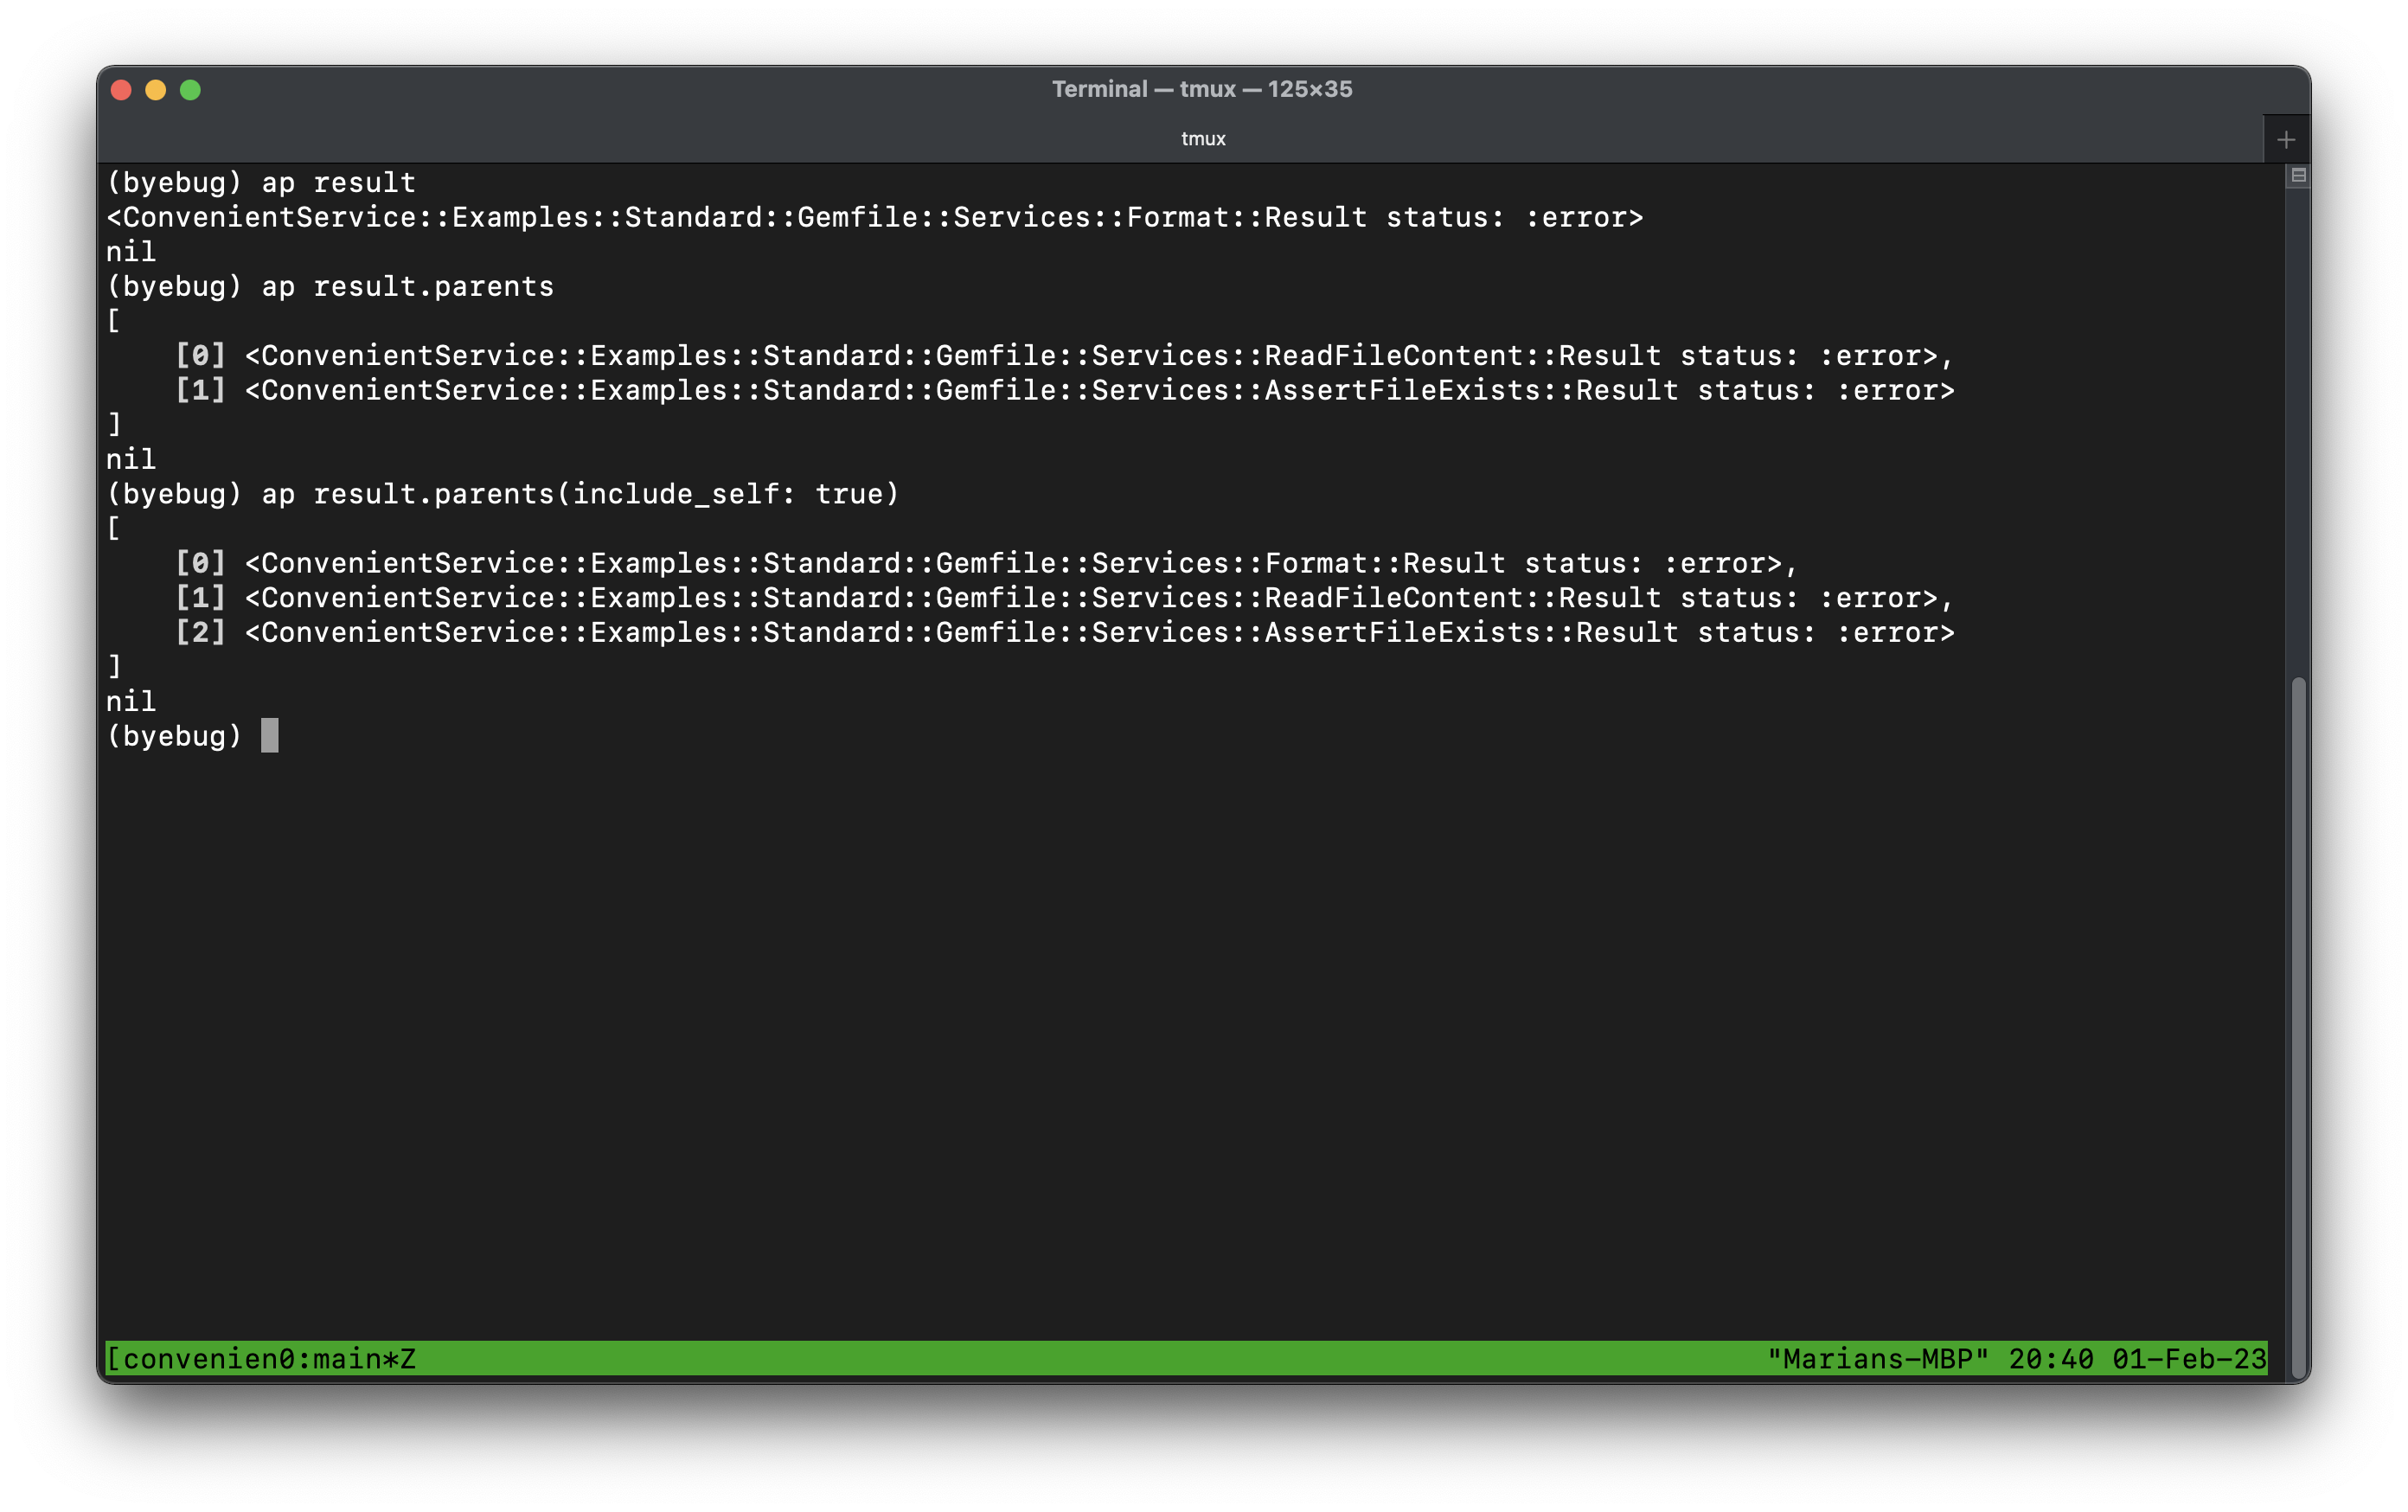 Terminal — tmux — 125×35
tmux
(byebug) ap result
<ConvenientService::Examples::Standard::Gemfile::Services::Format::Result status: :error>
nil
(byebug) ap result.parents
[
    [0] <ConvenientService::Examples::Standard::Gemfile::Services::ReadFileContent::Result status: :error>,
    [1] <ConvenientService::Examples::Standard::Gemfile::Services::AssertFileExists::Result status: :error>
]
nil
(byebug) ap result.parents(include_self: true)
[
    [0] <ConvenientService::Examples::Standard::Gemfile::Services::Format::Result status: :error>,
    [1] <ConvenientService::Examples::Standard::Gemfile::Services::ReadFileContent::Result status: :error>,
    [2] <ConvenientService::Examples::Standard::Gemfile::Services::AssertFileExists::Result status: :error>
]
nil
(byebug)
[convenien0:main*Z "Marians-MBP" 20:40 01-Feb-23